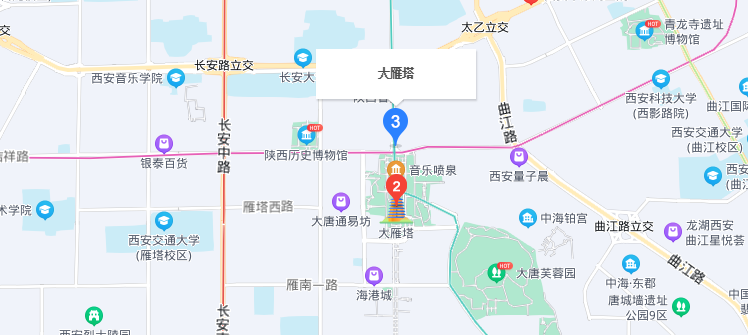 太乙立交
青龙寺遗址
博物馆
HOT
长安路立交
西安音乐学院
长安大
大雁塔
西安科技大学
(西影路院)
曲江国际
曲江路
3
长安中路
HOT
陕西历史博物馆
西安交通大学
(曲江校区)
吉祥路
银泰百货
音乐喷泉
西安量子晨
2
术学院
雁塔西路
大唐通易坊
大雁塔
中海铂宫
曲江路立交
龙湖西安
曲江星悦荟
西安交通大学
(雁塔校区)
HOT
大唐芙蓉园
中海·东郡
曲江路
雁南一路
海港城
唐城墙遗址
公园9区
长安
西安烈士陵园